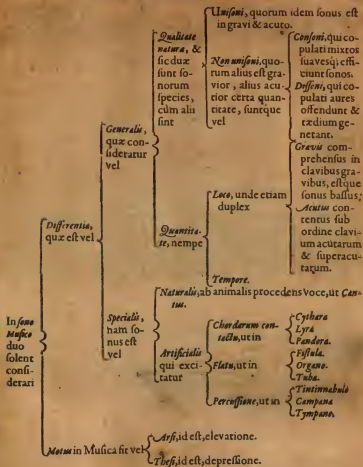 In sono
Musico
duo
solent
consi-
derari
Differentia,
quæ est vel
Generalis,
quæ con-
sideratur
vel
Qualitate
natura, &
sic duæ
sunt so-
norum
species,
cùm alii
sint
Unisoni, quorum idem sonus est
in gravi & acuto.
Non unisoni, quo-
rum alius est gra-
vior, alius acu-
tior certa quan-
titate, suntque
vel
Consoni, qui co-
pulati mixtos
suavesq; effi-
ciunt sonos.
Dissoni, qui co-
pulati aures
offendunt &
tædium ge-
netant.
Quantita-
te, nempe
Loco, unde etiam
duplex
Gravis com-
prehensus in
clavibus gra-
vibus, estque
sonus bassus;
Acutus con-
tentus sub
ordine clavi-
um acutarum
& superacu-
tarum.
Tempore.
Specialis,
nam so-
nus est
vel
Naturalis, ab animalis procedens voce, ut Can-
tus.
Artificialis
qui exci-
tatur
Chordarum con-
tactu, ut in
Cythara
Lyra
Pandora.
Flatu, ut in
Fistula.
Organo.
Tuba.
Percussione, ut in
Tintinnabulo
Campana
Tympano.
Motus in Musica fit vel
Arsi, id est, elevatione.
Thesi, id est, depressione.